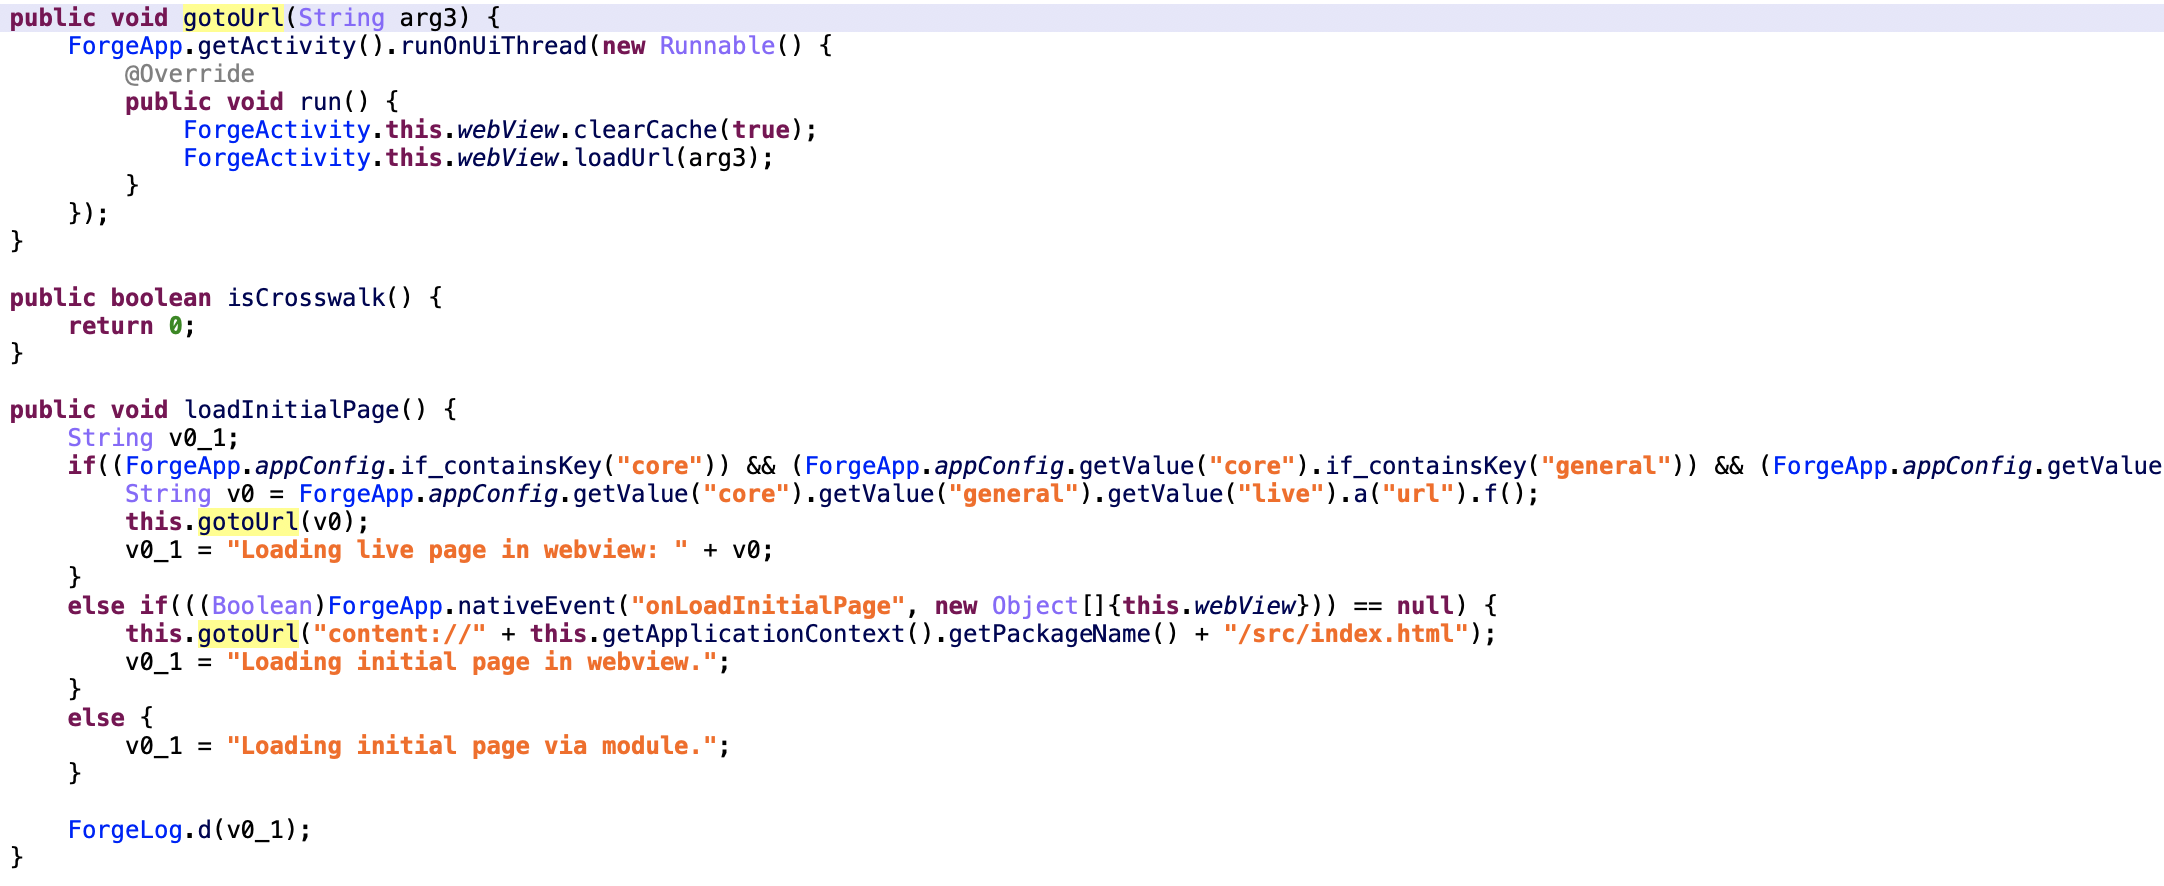 public void gotoUrl(String arg3) {
    ForgeApp.getActivity().runOnUiThread(new Runnable() {
        @Override
        public void run() {
            ForgeActivity.this.webView.clearCache(true);
            ForgeActivity.this.webView.loadUrl(arg3);
        }
    });
}

public boolean isCrosswalk() {
    return 0;
}

public void loadInitialPage() {
    String v0_1;
    if((ForgeApp.appConfig.if_containsKey("core")) && (ForgeApp.appConfig.getValue("core").if_containsKey("general")) && (ForgeApp.appConfig.getValue
        String v0 = ForgeApp.appConfig.getValue("core").getValue("general").getValue("live").a("url").f();
        this.gotoUrl(v0);
        v0_1 = "Loading live page in webview: " + v0;
    }
    else if(((Boolean)ForgeApp.nativeEvent("onLoadInitialPage", new Object[]{this.webView})) == null) {
        this.gotoUrl("content://" + this.getApplicationContext().getPackageName() + "/src/index.html");
        v0_1 = "Loading initial page in webview.";
    }
    else {
        v0_1 = "Loading initial page via module.";
    }

    ForgeLog.d(v0_1);
}